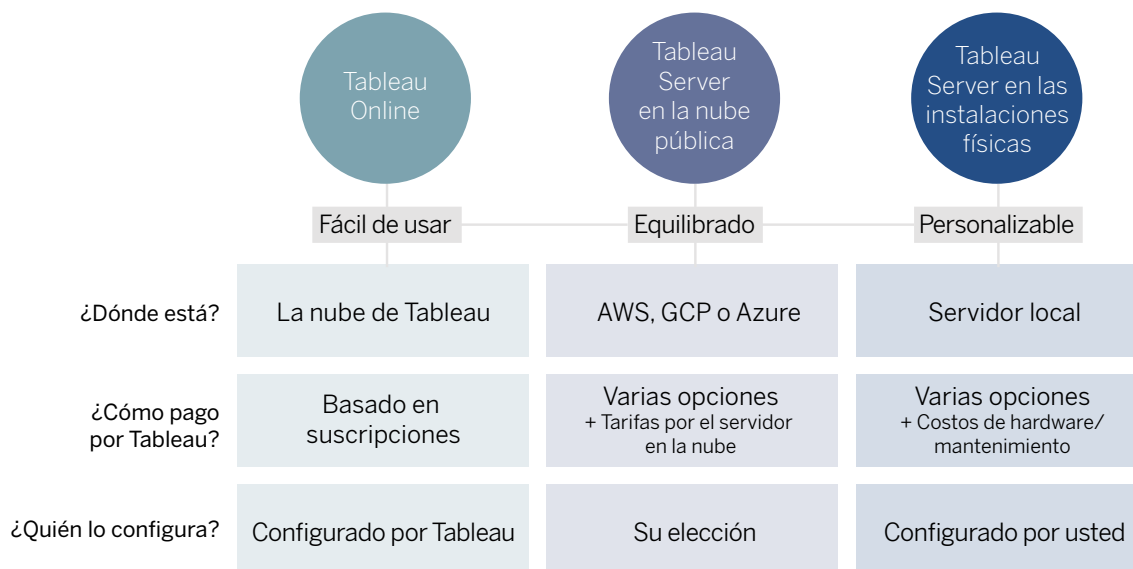 Tableau
Online
Tableau
Server
en la nube
pública
Tableau
Server en las
instalaciones
físicas
Fácil de usar
Equilibrado
Personalizable
¿Dónde está?
La nube de Tableau
AWS, GCP o Azure
Servidor local
¿Cómo pago
por Tableau?
Basado en
suscripciones
Varias opciones
+ Tarifas por el servidor
en la nube
Varias opciones
+ Costos de hardware/
mantenimiento
¿Quién lo configura?
Configurado por Tableau
Su elección
Configurado por usted